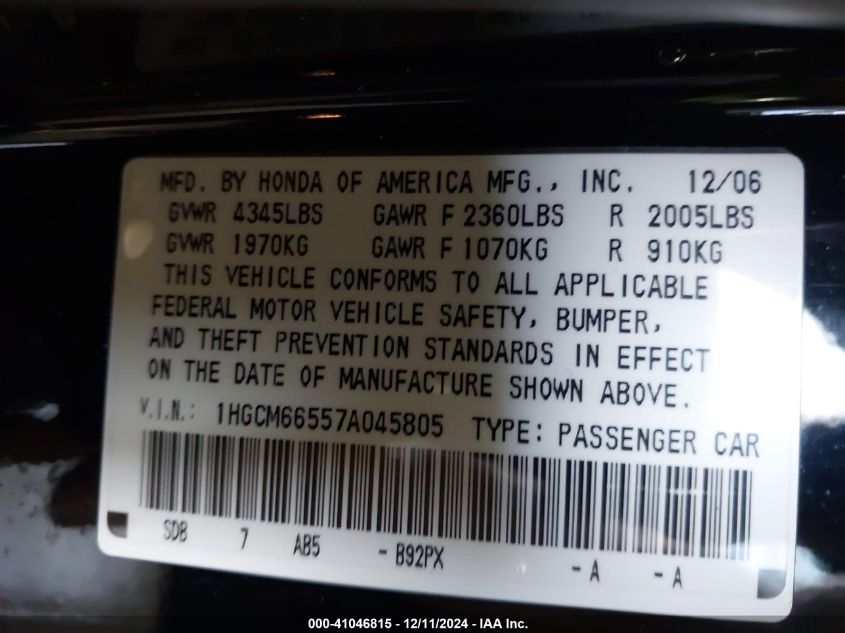 MFD. BY HONDA OF AMERICA MFG., INC. 12/06
GVWR 4345LBS GAWR F 2360LBS R 2005LBS
GVWR 1970KG GAWR F 1070KG R 910KG
THIS VEHICLE CONFORMS TO ALL APPLICABLE
FEDERAL MOTOR VEHICLE SAFETY, BUMPER,
AND THEFT PREVENTION STANDARDS IN EFFECT
ON THE DATE OF MANUFACTURE SHOWN ABOVE.
V.I.N.: 1HGCM66557A045805 TYPE: PASSENGER CAR
SDB 7 AB5 - B92PX - A - A
000-41046815 - 12/11/2024 - IAA Inc.